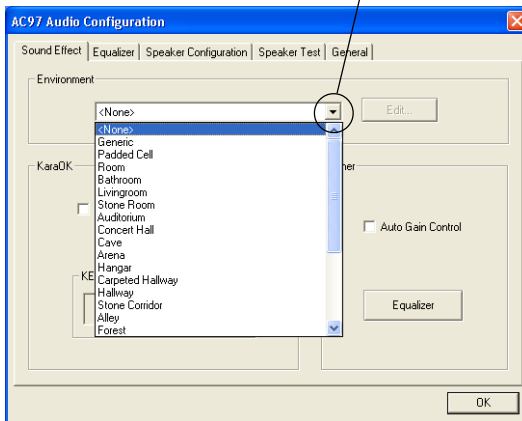 AC97 Audio Configuration
Sound Effect Equalizer Speaker Configuration Speaker Test General
Environment
<None> Edit...
<None>
Generic
Padded Cell
Room
Bathroom
Livingroom
Stone Room
Auditorium
Concert Hall
Cave
Arena
Hangar
Carpeted Hallway
Hallway
Stone Corridor
Alley
Forest
KaraOK
her
Auto Gain Control
KE
Equalizer
OK